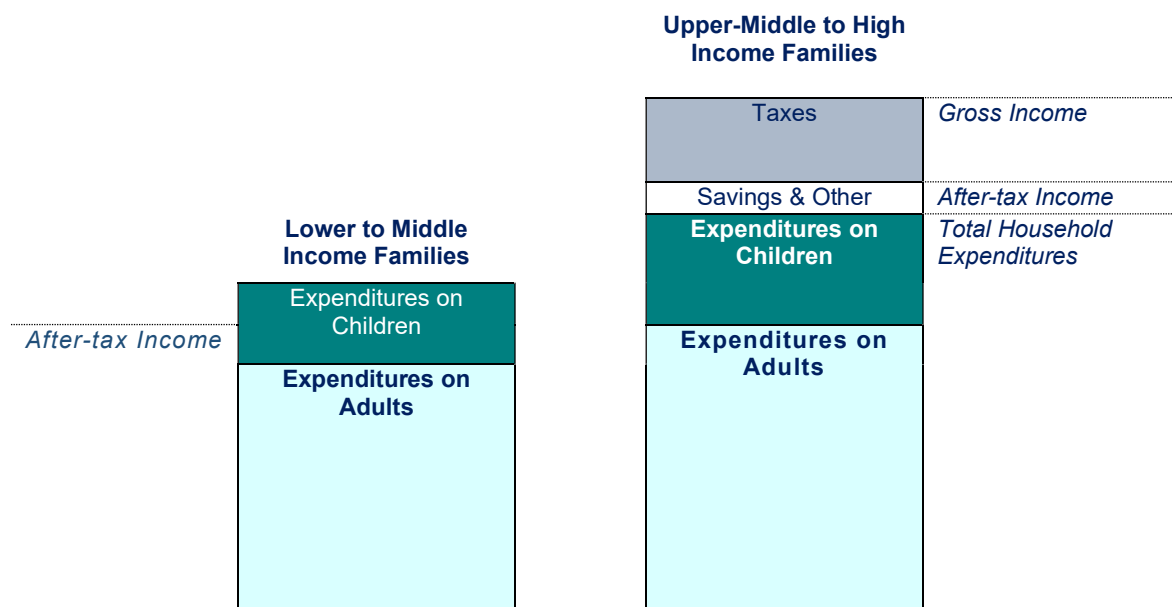 Upper-Middle to High
Income Families
Taxes
Gross Income
Savings & Other
After-tax Income
Lower to Middle
Income Families
Expenditures on
Children
Total Household
Expenditures
Expenditures on
Children
After-tax Income
Expenditures on
Adults
Expenditures on
Adults